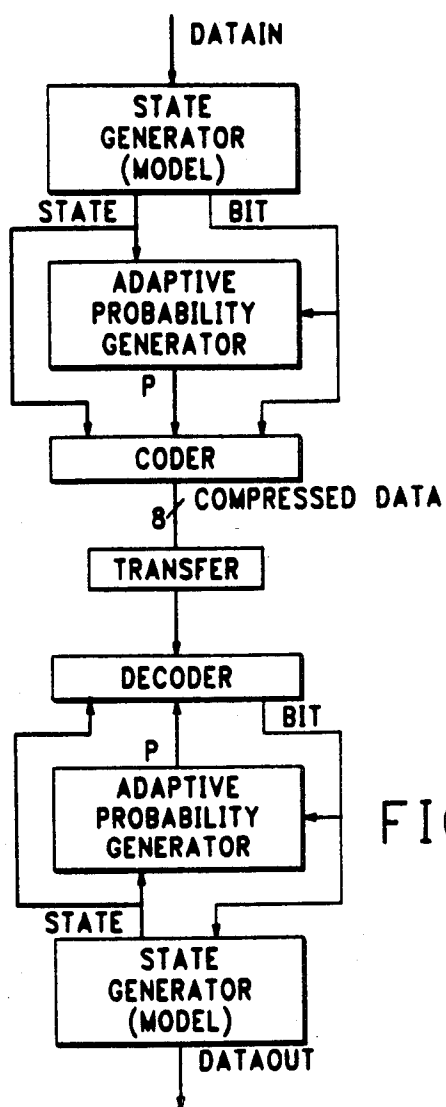 DATAIN
STATE
GENERATOR
(MODEL)
STATE
BIT
ADAPTIVE
PROBABILITY
GENERATOR
P
CODER
8
COMPRESSED DATA
TRANSFER
DECODER
BIT
P
ADAPTIVE
PROBABILITY
GENERATOR
FI
STATE
STATE
GENERATOR
(MODEL)
DATAOUT